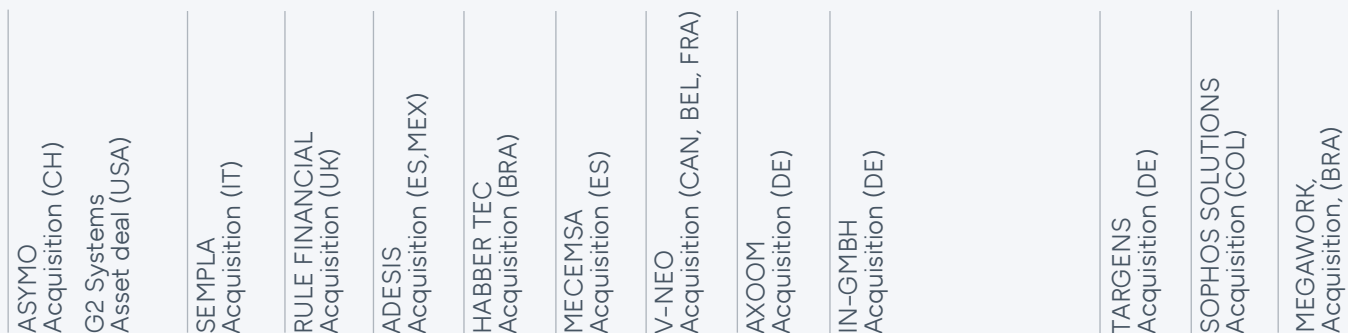 ASYMO
Acquisition (CH)
G2 Systems
Asset deal (USA)
SEMPLA
Acquisition (IT)
RULE FINANCIAL
Acquisition (UK)
ADESIS
Acquisition (ES,MEX)
HABBER TEC
Acquisition (BRA)
MECEMSA
Acquisition (ES)
V-NEO
Acquisition (CAN, BEL, FRA)
AXOOM
Acquisition (DE)
IN-GMBH
Acquisition (DE)
TARGENS
Acquisition (DE)
SOPHOS SOLUTIONS
Acquisition (COL)
MEGAWORK,
Acquisition, (BRA)